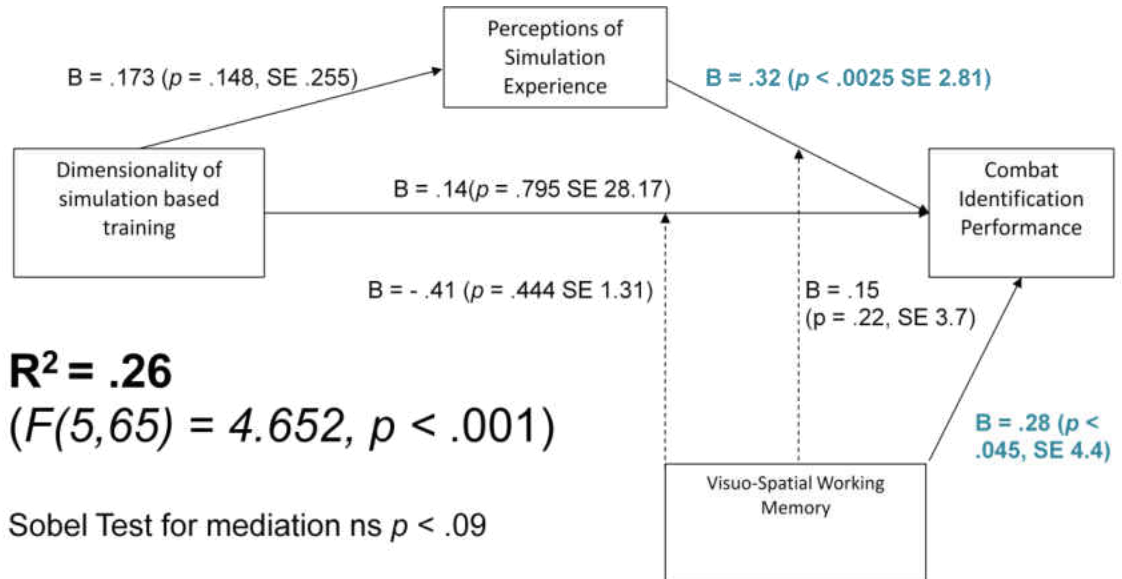 Perceptions of
Simulation
Experience
B = .173 (p = .148, SE .255)
B = .32 (p < .0025 SE 2.81)
Dimensionality of
simulation based
training
B = .14(p = .795 SE 28.17)
Combat
Identification
Performance
B = - .41 (p = .444 SE 1.31)
B = .15
(p = .22, SE 3.7)
R² = .26
(F(5,65) = 4.652, p < .001)
B = .28 (p <
.045, SE 4.4)
Visuo-Spatial Working
Memory
Sobel Test for mediation ns p < .09